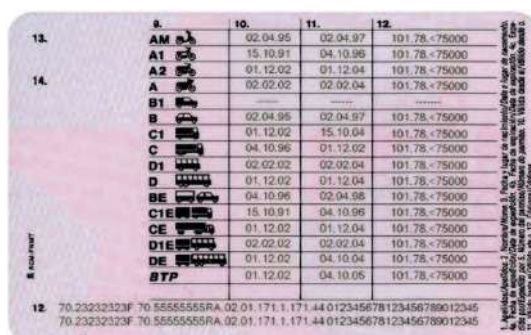 9. 10. 11. 12.
13.
AM 02.04.95 02.04.97 101.78.<75000
A1 15.10.91 04.10.96 101.78.<75000
A2 01.12.02 01.12.04 101.78.<75000
14.
A 02.02.02 02.02.04 101.78.<75000
B1 ----- ------ 101.78.<75000
B 02.04.95 02.04.97 101.78.<75000
C1 01.12.02 15.10.04 101.78.<75000
C 04.10.96 01.12.02 101.78.<75000
D1 02.02.02 02.02.04 101.78.<75000
D 01.12.02 01.12.04 101.78.<75000
BE 04.10.96 02.04.98 101.78.<75000
C1E 15.10.91 04.10.96 101.78.<75000
CE 01.12.02 01.12.04 101.78.<75000
D1E 02.02.02 02.02.04 101.78.<75000
DE 01.12.02 04.10.04 101.78.<75000
BTP 01.12.02 04.10.05 101.78.<75000
12. 70.23232323F.70.55555555RA.02.01.171.1.171.44.012345678123456789012345
70.23232323F.70.55555555RA.02.01.171.1.171.44.012345678123456789012345